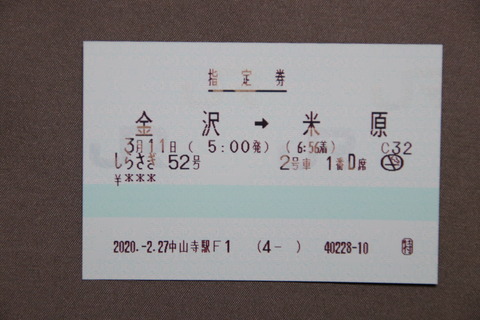 指定券
金沢 → 米原
3月11日 ( 5:00発) ( 6:56着) C32
しらさぎ 52号 2号車 1番D席
¥***
2020.-2.27中山寺駅F1 (4- ) 40228-10